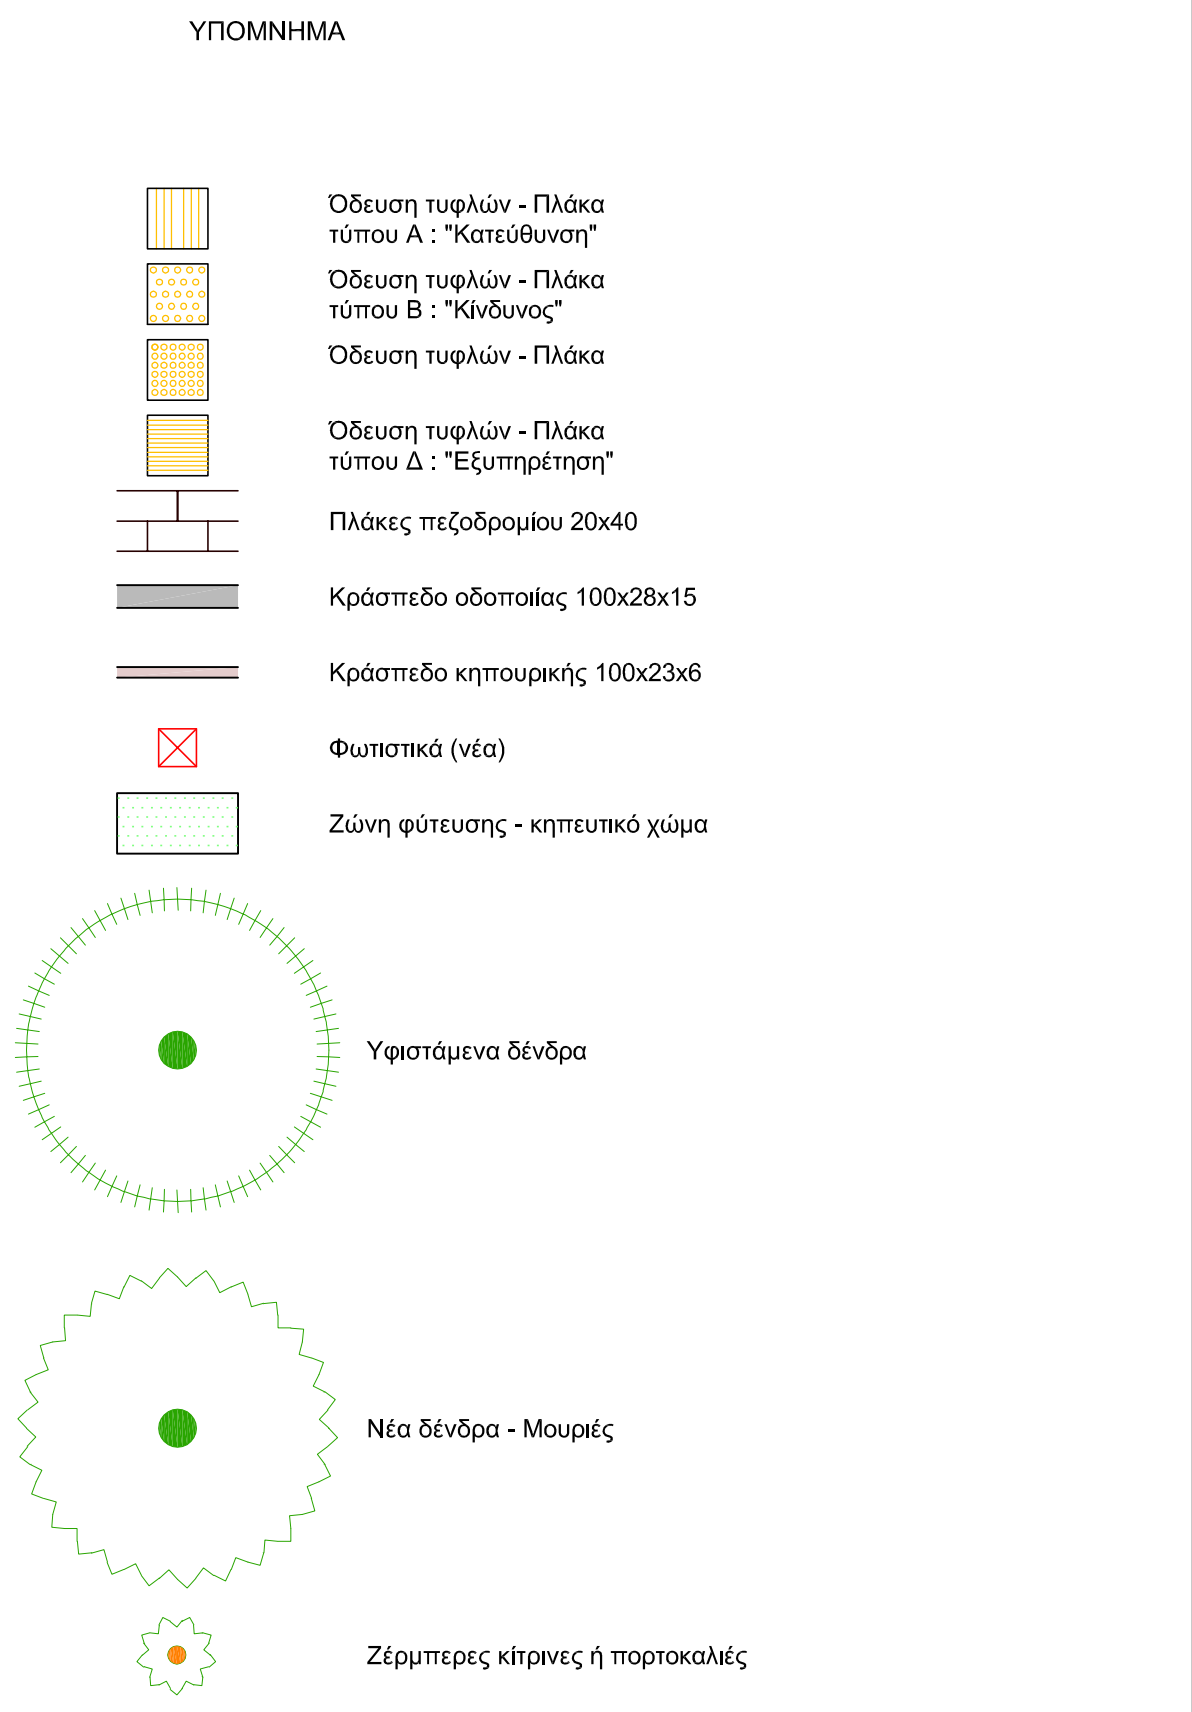 ΥΠΟΜΝΗΜΑ
Όδευση τυφλών - Πλάκα
τύπου Α : "Κατεύθυνση"
Όδευση τυφλών - Πλάκα
τύπου Β : "Κίνδυνος"
Όδευση τυφλών - Πλάκα
Όδευση τυφλών - Πλάκα
τύπου Δ : "Εξυπηρέτηση"
Πλάκες πεζοδρομίου 20x40
Κράσπεδο οδοποιίας 100x28x15
Κράσπεδο κηπουρικής 100x23x6
Φωτιστικά (νέα)
Ζώνη φύτευσης - κηπευτικό χώμα
Υφιστάμενα δένδρα
Νέα δένδρα - Μουριές
Ζέρμπερες κίτρινες ή πορτοκαλιές